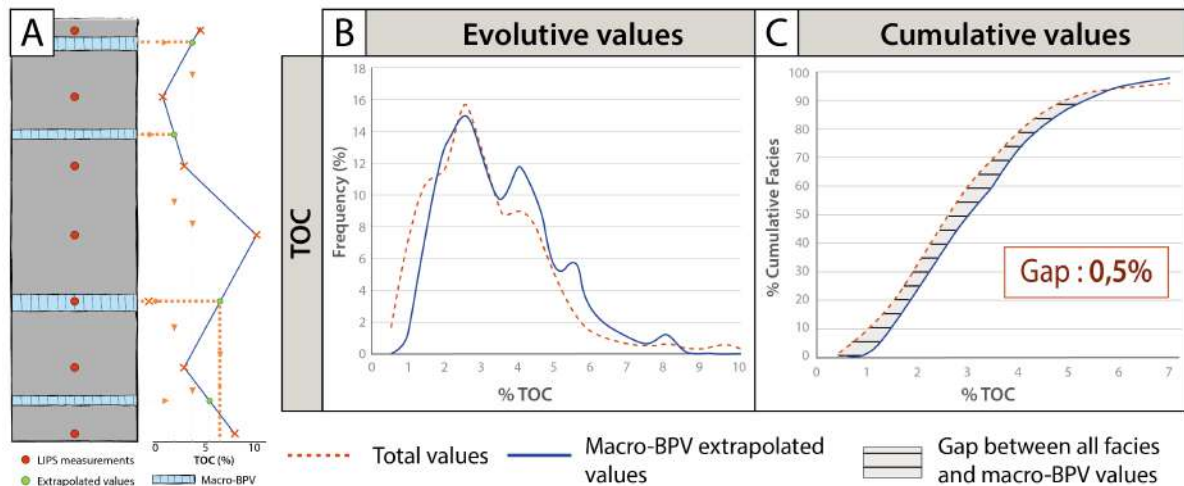 A
B
Evolutive values
C
Cumulative values
TOC
Frequency (%)
18
16
14
12
10
8
6
4
2
0
0 1 2 3 4 5 6 7 8 9 10
% TOC
% Cumulative Facies
100
90
80
70
60
50
40
30
20
10
0
0 1 2 3 4 5 6 7
% TOC
Gap : 0,5%
0 5 10
TOC (%)
LIPS measurements
Extrapolated values
Macro-BPV
Total values
Macro-BPV extrapolated
values
Gap between all facies
and macro-BPV values